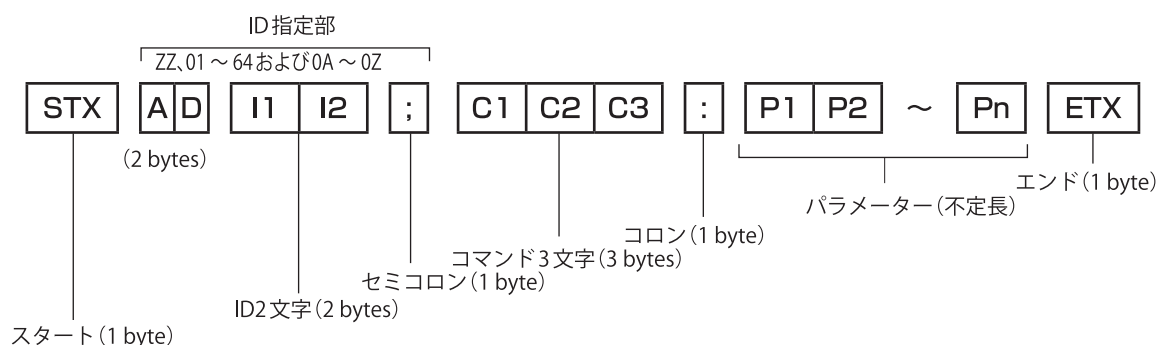 ID指定部
ZZ、01～64および0A～0Z
STX AD I1 I2 ; C1 C2 C3 : P1 P2 ～ Pn ETX
(2 bytes)
エンド(1 byte)
パラメーター(不定長)
コロン(1 byte)
コマンド3文字(3 bytes)
セミコロン(1 byte)
ID2文字(2 bytes)
スタート(1 byte)